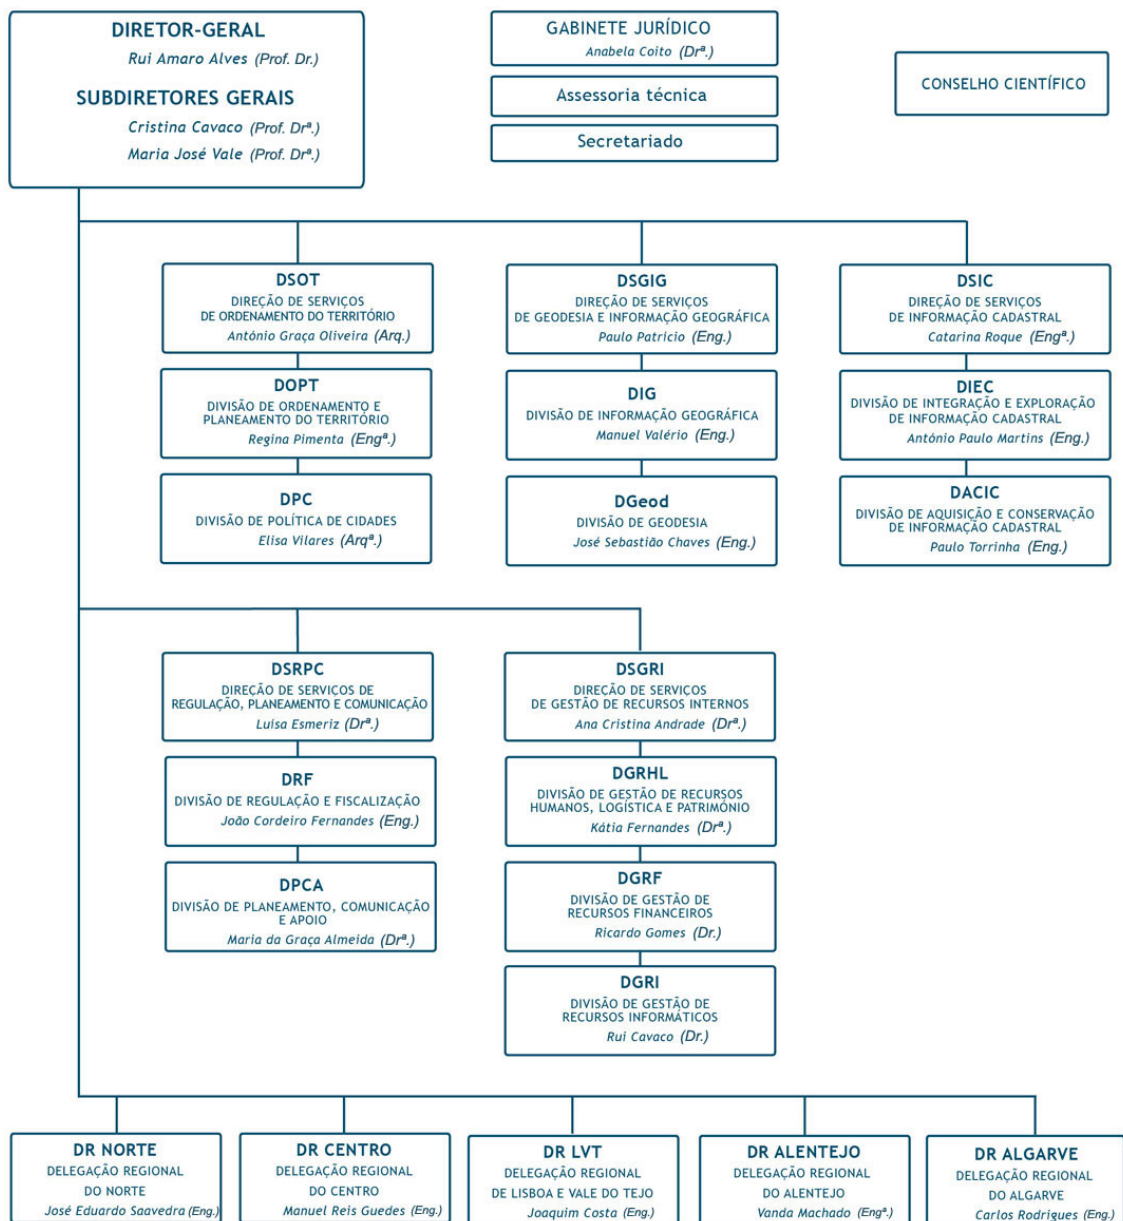 DIRETOR-GERAL
Rui Amaro Alves (Prof. Dr.)
SUBDIRETORES GERAIS
Cristina Cavaco (Prof. Drª.)
Maria José Vale (Prof. Drª.)
GABINETE JURÍDICO
Anabela Coito (Drª.)
Assessoria técnica
Secretariado
CONSELHO CIENTÍFICO
DSOT
DIREÇÃO DE SERVIÇOS
DE ORDENAMENTO DO TERRITÓRIO
António Graça Oliveira (Arq.)
DOPT
DIVISÃO DE ORDENAMENTO E
PLANEAMENTO DO TERRITÓRIO
Regina Pimenta (Engª.)
DPC
DIVISÃO DE POLÍTICA DE CIDADES
Elisa Vilares (Arqª.)
DSGIG
DIREÇÃO DE SERVIÇOS
DE GEODESIA E INFORMAÇÃO GEOGRÁFICA
Paulo Patrício (Eng.)
DIG
DIVISÃO DE INFORMAÇÃO GEOGRÁFICA
Manuel Valério (Eng.)
DGeod
DIVISÃO DE GEODESIA
José Sebastião Chaves (Eng.)
DSIC
DIREÇÃO DE SERVIÇOS
DE INFORMAÇÃO CADASTRAL
Catarina Roque (Engª.)
DIEC
DIVISÃO DE INTEGRAÇÃO E EXPLORAÇÃO
DE INFORMAÇÃO CADASTRAL
António Paulo Martins (Eng.)
DACIC
DIVISÃO DE AQUISIÇÃO E CONSERVAÇÃO
DE INFORMAÇÃO CADASTRAL
Paulo Torrinha (Eng.)
DSRPC
DIREÇÃO DE SERVIÇOS DE
REGULAÇÃO, PLANEAMENTO E COMUNICAÇÃO
Luísa Esmeriz (Drª.)
DRF
DIVISÃO DE REGULAÇÃO E FISCALIZAÇÃO
João Cordeiro Fernandes (Eng.)
DPCA
DIVISÃO DE PLANEAMENTO, COMUNICAÇÃO
E APOIO
Maria da Graça Almeida (Drª.)
DSGRI
DIREÇÃO DE SERVIÇOS
DE GESTÃO DE RECURSOS INTERNOS
Ana Cristina Andrade (Drª.)
DGRHL
DIVISÃO DE GESTÃO DE RECURSOS
HUMANOS, LOGÍSTICA E PATRIMÓNIO
Kátia Fernandes (Drª.)
DGRF
DIVISÃO DE GESTÃO DE
RECURSOS FINANCEIROS
Ricardo Gomes (Dr.)
DGRI
DIVISÃO DE GESTÃO DE
RECURSOS INFORMÁTICOS
Rui Cavaco (Dr.)
DR NORTE
DELEGAÇÃO REGIONAL
DO NORTE
José Eduardo Saavedra (Eng.)
DR CENTRO
DELEGAÇÃO REGIONAL
DO CENTRO
Manuel Reis Guedes (Eng.)
DR LVT
DELEGAÇÃO REGIONAL
DE LISBOA E VALE DO TEJO
Joaquim Costa (Eng.)
DR ALENTEJO
DELEGAÇÃO REGIONAL
DO ALENTEJO
Vanda Machado (Engª.)
DR ALGARVE
DELEGAÇÃO REGIONAL
DO ALGARVE
Carlos Rodrigues (Eng.)